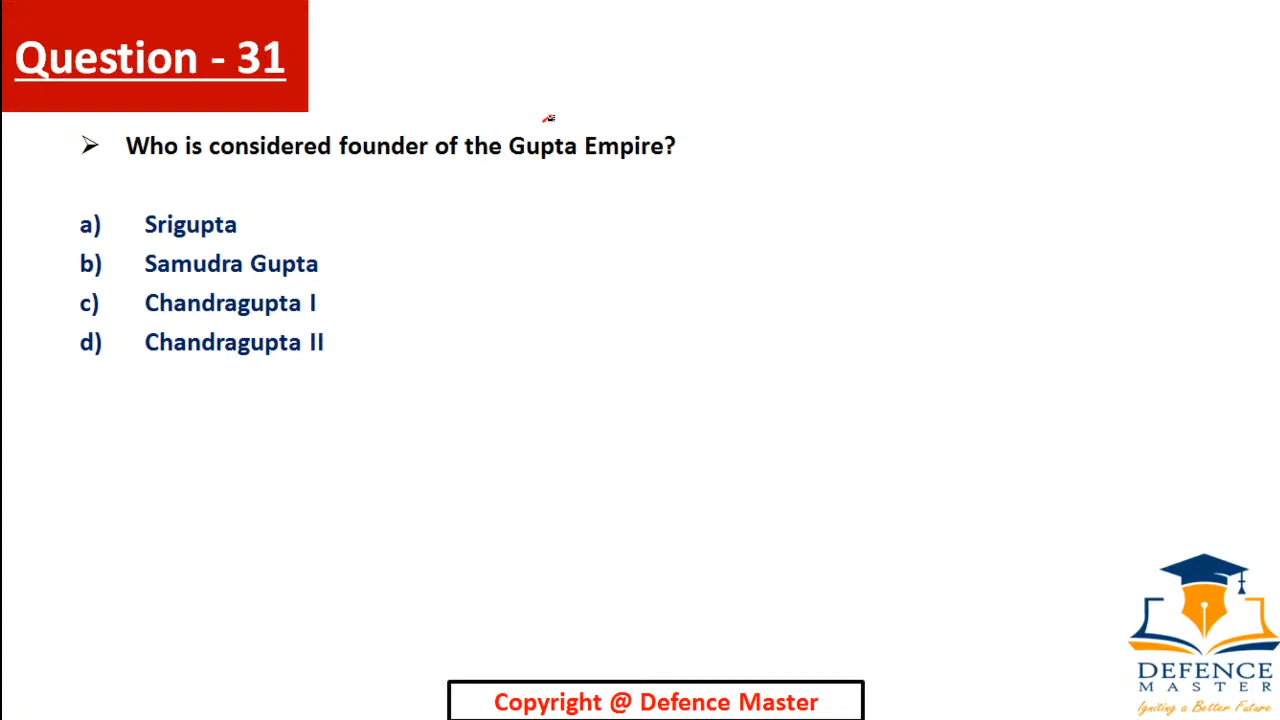 Question - 31
Who is considered founder of the Gupta Empire?
a) Srigupta
b) Samudra Gupta
c) Chandragupta I
d) Chandragupta II
DEFENCE
MASTER
Igniting a Better Future
Copyright @ Defence Master